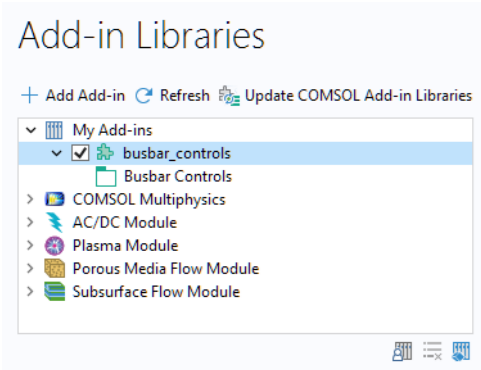 Add-in Libraries
Add Add-in Refresh Update COMSOL Add-in Libraries
My Add-ins
busbar_controls
Busbar Controls
COMSOL Multiphysics
AC/DC Module
Plasma Module
Porous Media Flow Module
Subsurface Flow Module